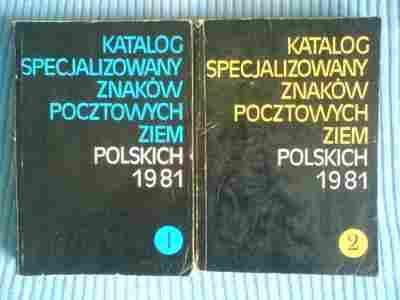 KATALOG
SPECJALIZOWANY
ZNAKÓW
POCZTOWYCH
ZIEM
POLSKICH
1981
1
KATALOG
SPECJALIZOWANY
ZNAKÓW
POCZTOWYCH
ZIEM
POLSKICH
1981
2